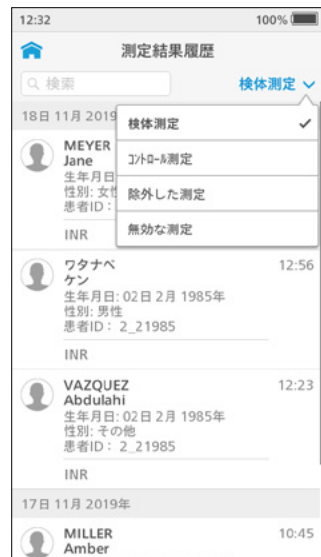 12:32 100%
測定結果履歴
検索 検体測定
18日 11月 2019
検体測定
コントロール測定
除外した測定
無効な測定
MEYER
Jane
生年月日
性別: 女性
患者ID:
INR
ワタナベ 12:56
ケン
生年月日: 02日 2月 1985年
性別: 男性
患者ID: 2_21985
INR
VAZQUEZ 12:23
Abdulahi
生年月日: 02日 2月 1985年
性別: その他
患者ID: 2_21985
INR
17日 11月 2019年
MILLER 10:45
Amber